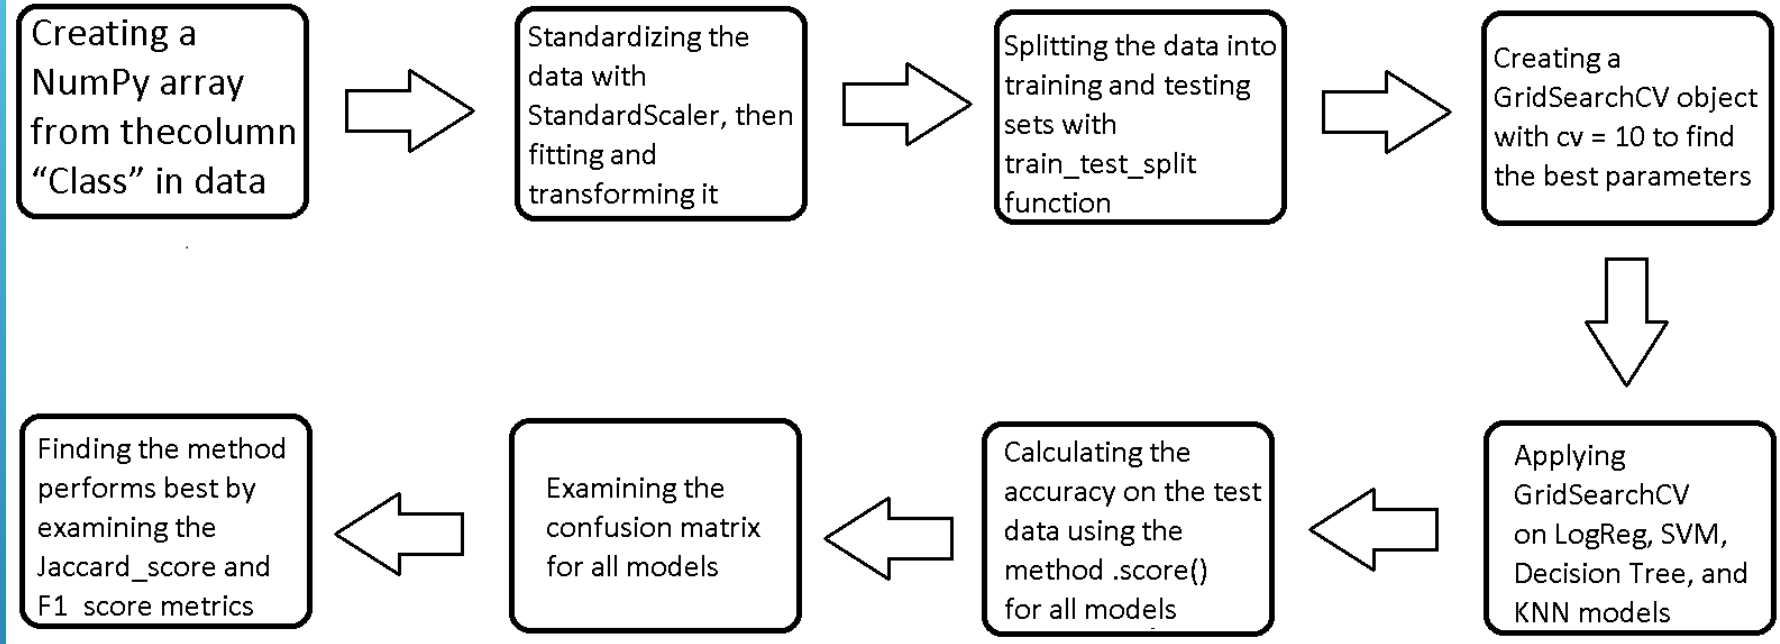 Creating a
NumPy array
from thecolumn
“Class” in data
Standardizing the
data with
StandardScaler, then
fitting and
transforming it
Splitting the data into
training and testing
sets with
train_test_split
function
Creating a
GridSearchCV object
with cv = 10 to find
the best parameters
Applying
GridSearchCV
on LogReg, SVM,
Decision Tree, and
KNN models
Calculating the
accuracy on the test
data using the
method .score()
for all models
Examining the
confusion matrix
for all models
Finding the method
performs best by
examining the
Jaccard_score and
F1_score metrics